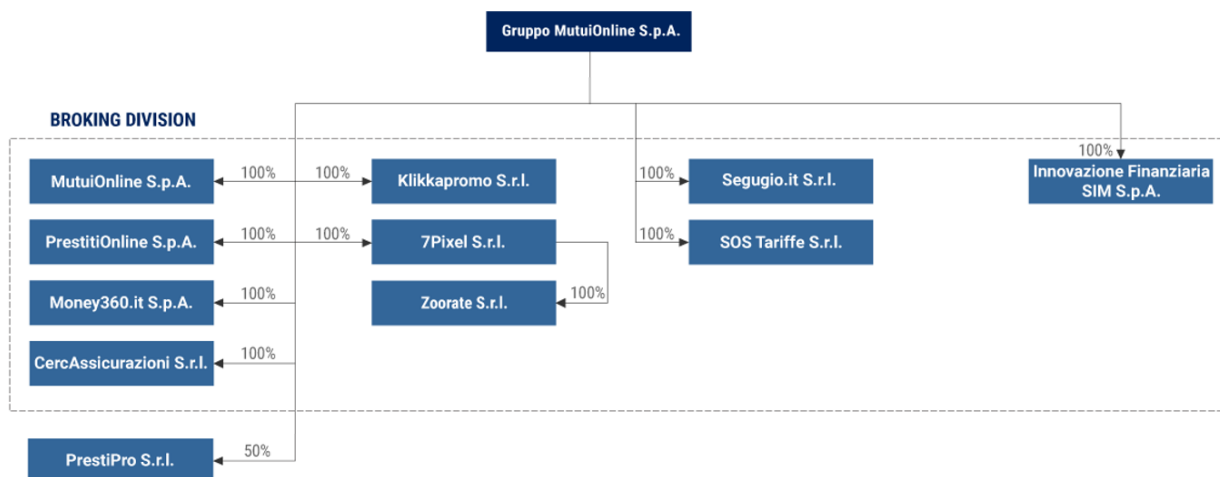 Gruppo MutuiOnline S.p.A.
BROKING DIVISION
100%
MutuiOnline S.p.A.
100%
100%
Klikkapromo S.r.l.
100%
Segugio.it S.r.l.
Innovazione Finanziaria
SIM S.p.A.
PrestitiOnline S.p.A.
100%
100%
7Pixel S.r.l.
100%
SOS Tariffe S.r.l.
Money360.it S.p.A.
100%
Zoorate S.r.l.
100%
CercAssicurazioni S.r.l.
100%
PrestiPro S.r.l.
50%